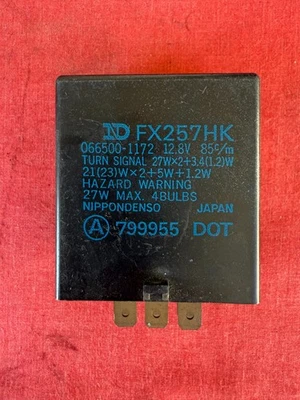 ND FX257HK
066500-1172 12.8V 85c/m
TURN SIGNAL 27W×2+3.4(1.2)W
21(23)W×2+5W+1.2W
HAZARD WARNING
27W MAX. 4BULBS
NIPPONDENSO JAPAN
A 799955 DOT